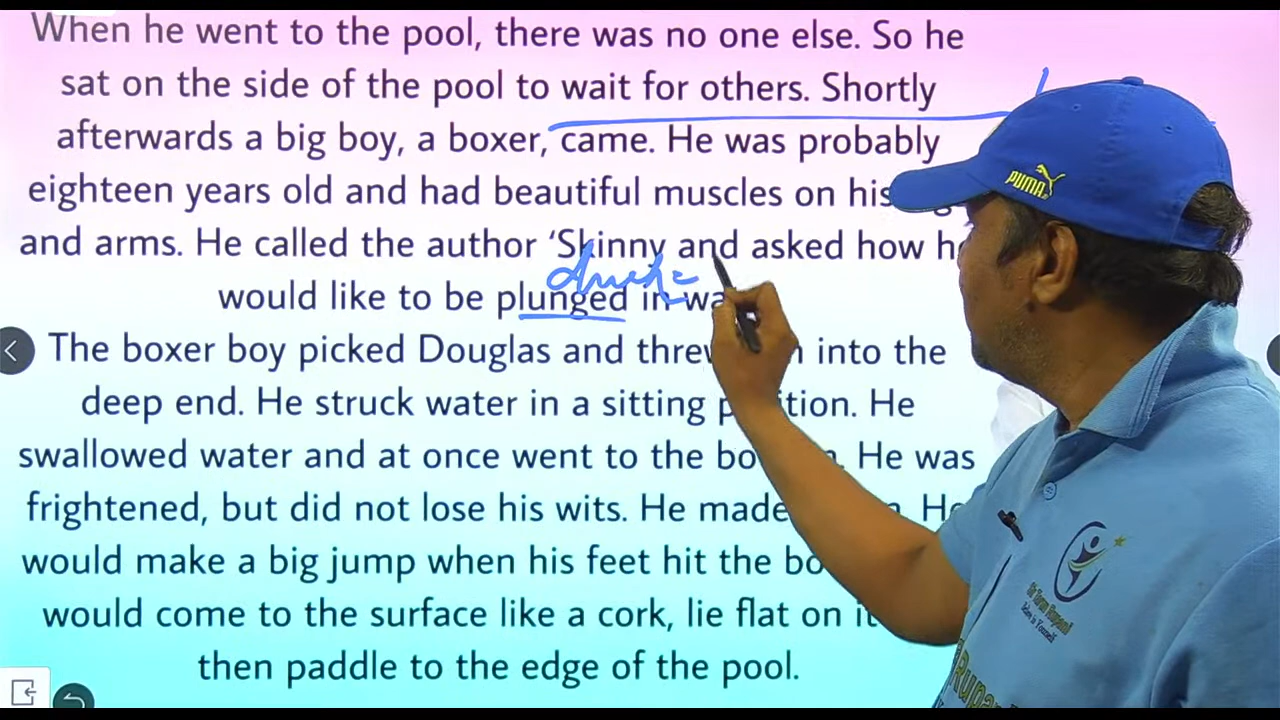 When he went to the pool, there was no one else. So he
sat on the side of the pool to wait for others. Shortly
afterwards a big boy, a boxer, came. He was probably
eighteen years old and had beautiful muscles on his
and arms. He called the author ‘Skinny and asked how
would like to be plunged in
The boxer boy picked Douglas and threw into the
deep end. He struck water in a sitting He
swallowed water and at once went to the He was
frightened, but did not lose his wits. He made
would make a big jump when his feet hit the
would come to the surface like a cork, lie flat on
then paddle to the edge of the pool.
PUMA
Believe in Yourself